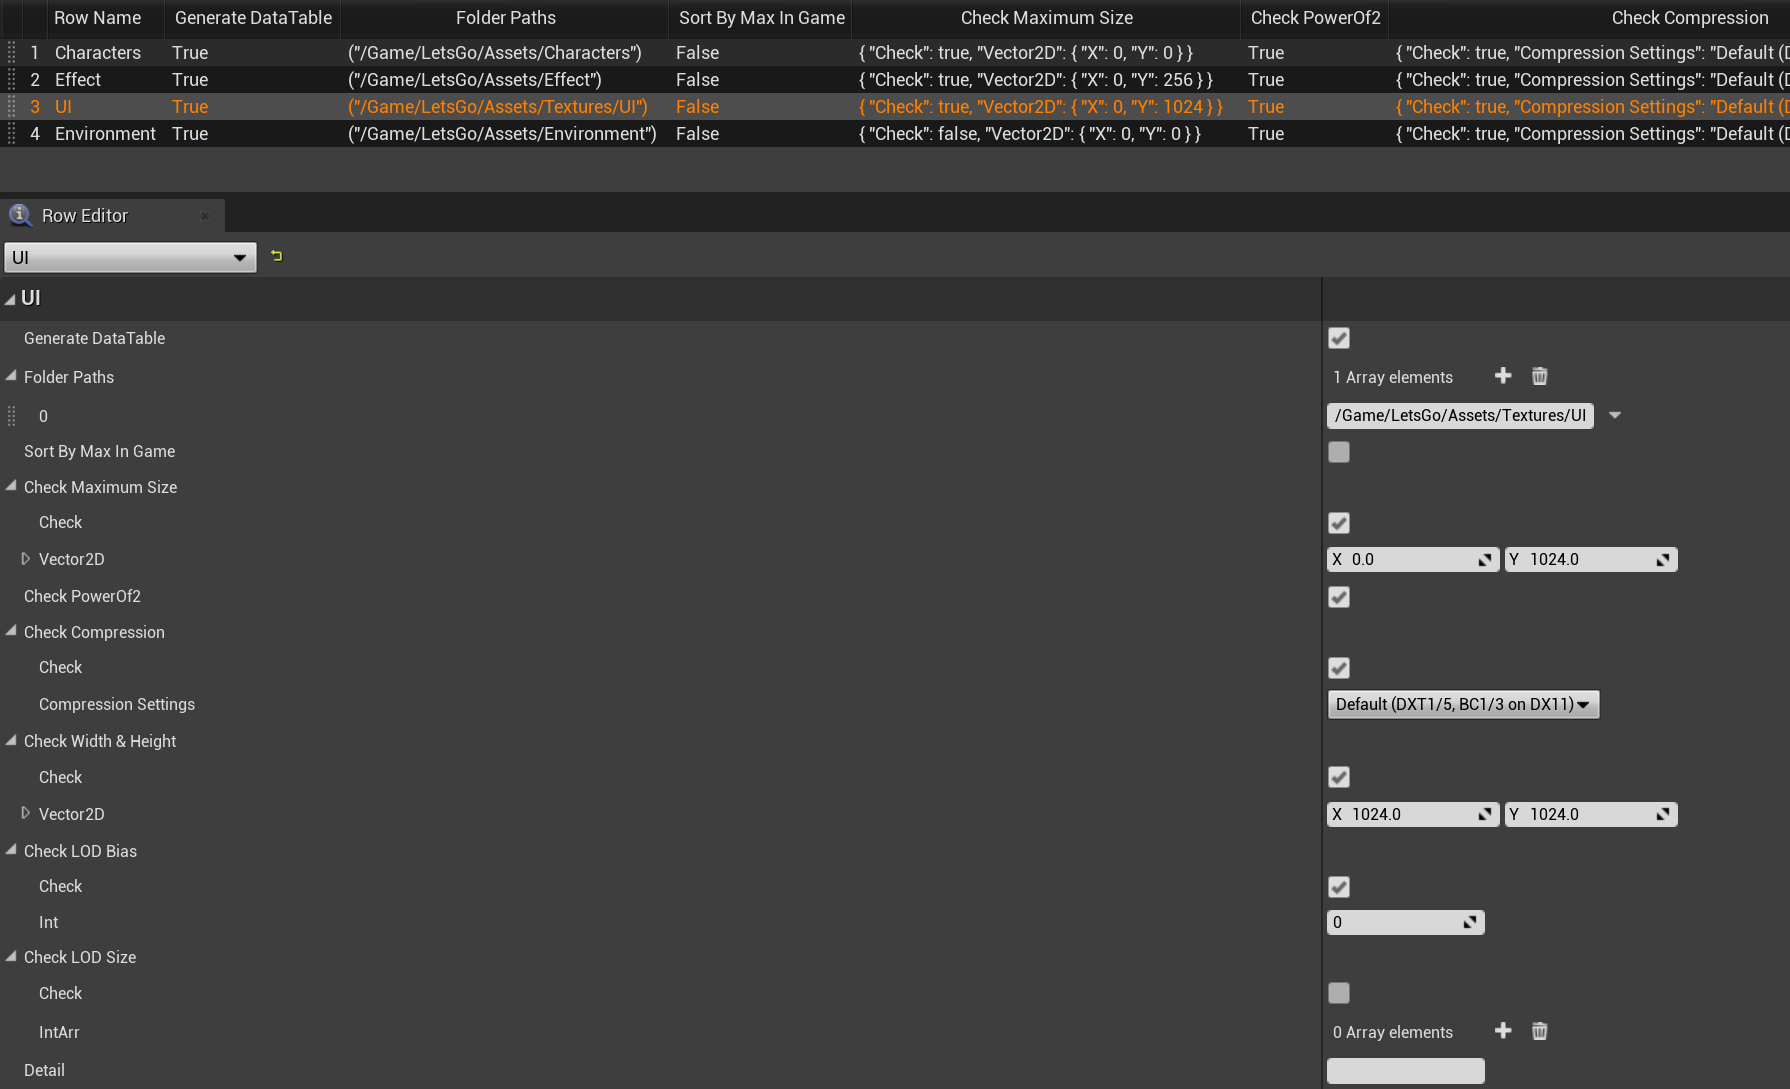 Row Name Generate DataTable Folder Paths Sort By Max In Game Check Maximum Size Check PowerOf2 Check Compression
1 Characters True ("/Game/LetsGo/Assets/Characters") False { "Check": true, "Vector2D": { "X": 0, "Y": 0 } } True { "Check": true, "Compression Settings": "Default (D
2 Effect True ("/Game/LetsGo/Assets/Effect") False { "Check": true, "Vector2D": { "X": 0, "Y": 256 } } True { "Check": true, "Compression Settings": "Default (D
3 UI True ("/Game/LetsGo/Assets/Textures/UI") False { "Check": true, "Vector2D": { "X": 0, "Y": 1024 } } True { "Check": true, "Compression Settings": "Default (D
4 Environment True ("/Game/LetsGo/Assets/Environment") False { "Check": false, "Vector2D": { "X": 0, "Y": 0 } } True { "Check": true, "Compression Settings": "Default (D
Row Editor
UI
UI
Generate DataTable
Folder Paths 1 Array elements
0 /Game/LetsGo/Assets/Textures/UI
Sort By Max In Game
Check Maximum Size
Check
Vector2D X 0.0 Y 1024.0
Check PowerOf2
Check Compression
Check
Compression Settings Default (DXT1/5, BC1/3 on DX11)
Check Width & Height
Check
Vector2D X 1024.0 Y 1024.0
Check LOD Bias
Check
Int 0
Check LOD Size
Check
IntArr 0 Array elements
Detail